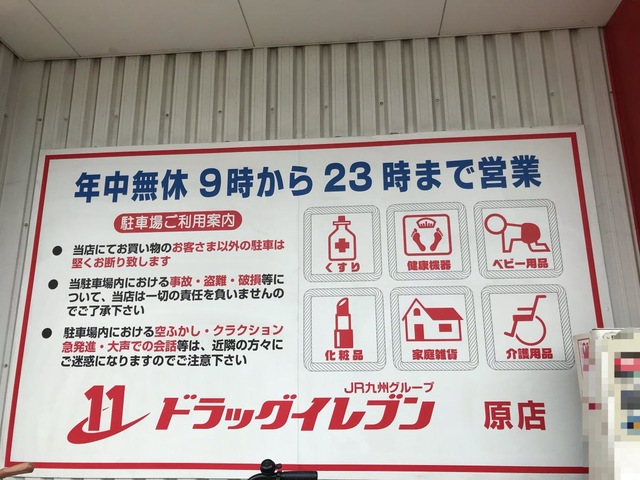 年中無休 9時から23時まで営業
駐車場ご利用案内
● 当店にてお買い物のお客さま以外の駐車は
堅くお断り致します
● 当駐車場内における事故・盗難・破損等に
ついて、当店は一切の責任を負いませんの
でご了承下さい
● 駐車場内における空ふかし・クラクション
急発進・大声での会話等は、近隣の方々に
ご迷惑になりますのでご注意下さい
くすり
健康機器
ベビー用品
化粧品
家庭雑貨
介護用品
JR九州グループ
11 ドラッグイレブン 原店